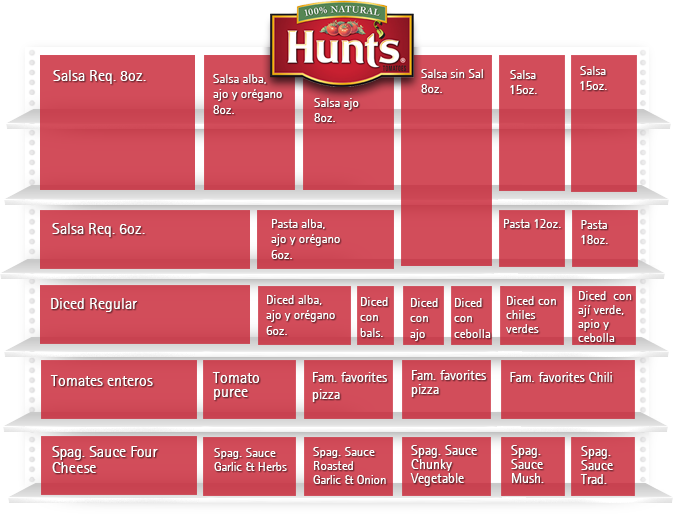 100% NATURAL
Hunt's
Salsa Req. 8oz.
Salsa alba,
ajo y orégano
8oz.
Salsa ajo
8oz.
Salsa sin Sal
8oz.
Salsa
15oz.
Salsa
15oz.
Salsa Req. 6oz.
Pasta alba,
ajo y orégano
6oz.
Pasta 12oz.
Pasta
18oz.
Diced Regular
Diced alba,
ajo y orégano
6oz.
Diced
con
bals.
Diced
con
ajo
Diced
con
cebolla
Diced con
chiles
verdes
Diced con
ají verde,
apio y
cebolla
Tomates enteros
Tomato
puree
Fam. favorites
pizza
Fam. favorites
pizza
Fam. favorites Chili
Spag. Sauce Four
Cheese
Spag. Sauce
Garlic & Herbs
Spag. Sauce
Roasted
Garlic & Onion
Spag. Sauce
Chunky
Vegetable
Spag.
Sauce
Mush.
Spag.
Sauce
Trad.